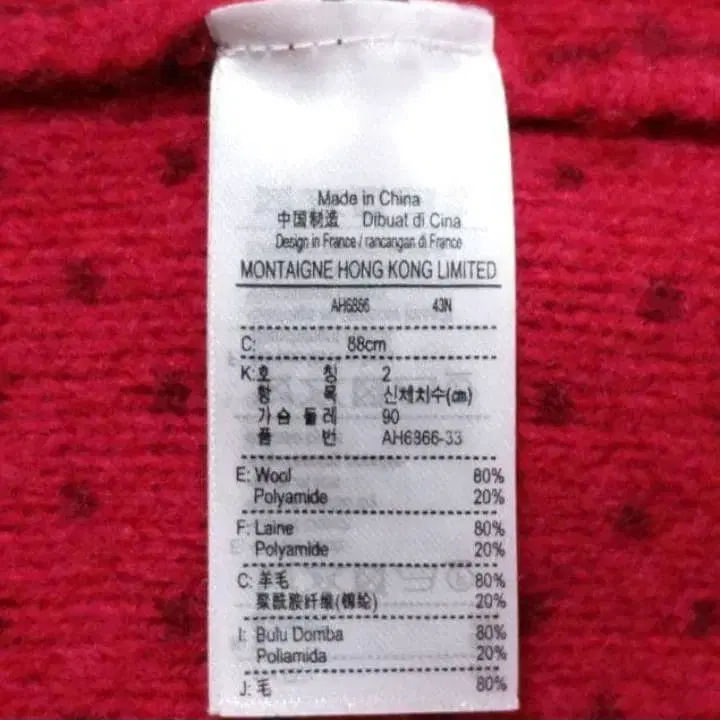 Made in China
中国制造 Dibuat di Cina
Design in France / rancangan di France
MONTAIGNE HONG KONG LIMITED
AH6866 43N
C: 88cm
K: 호 칭 2
항 목 신체치수(cm)
가슴 둘레 90
품 번 AH6866-33
E: Wool 80%
Polyamide 20%
F: Laine 80%
Polyamide 20%
C: 羊毛 80%
聚酰胺纤维(锦纶) 20%
I: Bulu Domba 80%
Poliamida 20%
J: 毛 80%